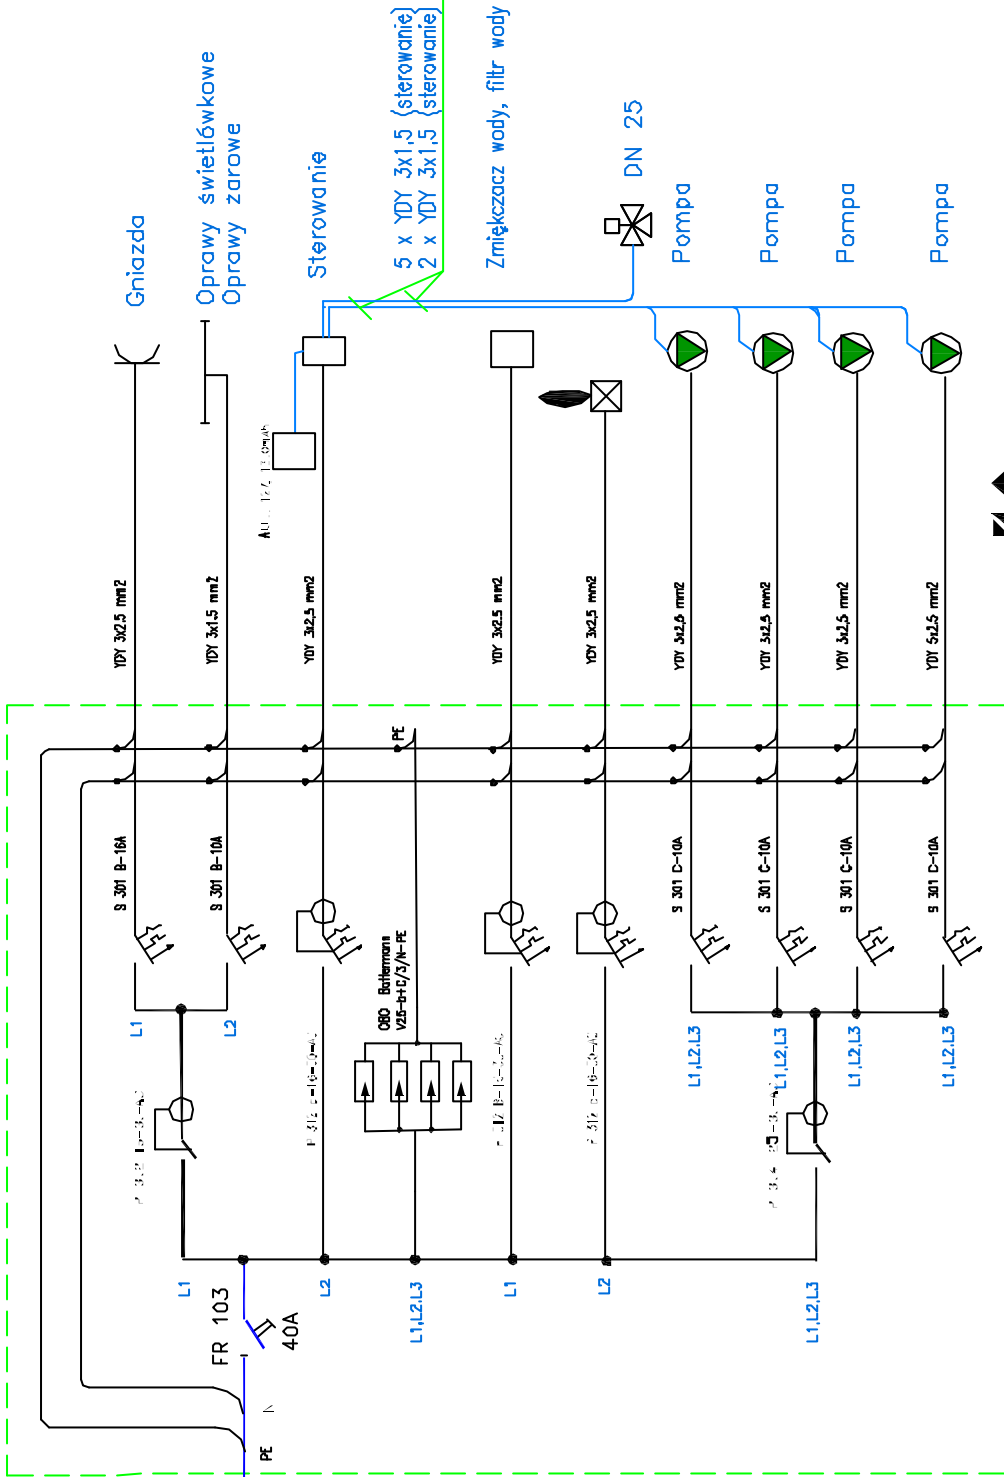 Gniazda
Oprawy świetlówkowe
Oprawy żarowe
Sterowanie
5 x YDY 3x1,5 (sterowanie)
2 x YDY 3x1,5 (sterowanie)
Zmiękczacz wody, filtr wody
DN 25
Pompa
Pompa
Pompa
Pompa
YDY 3x2.5 mm2
YDY 3x1.5 mm2
YDY 3x2,5 mm2
YDY 3x2.5 mm2
YDY 3x2,5 mm2
YDY 5x2,5 mm2
YDY 5x2,5 mm2
YDY 5x2,5 mm2
YDY 5x2.5 mm2
PE
S 301 B-16A
S 301 B-10A
S 301 C-10A
S 301 C-10A
S 301 C-10A
S 301 C-10A
OBO Bettermann
V25-b+C/3/N-PE
L1
L2
L1,L2,L3
L1,L2,L3
L1,L2,L3
L1,L2,L3
L1
L2
L1,L2,L3
L1
L2
L1,L2,L3
FR 103
40A
N
PE